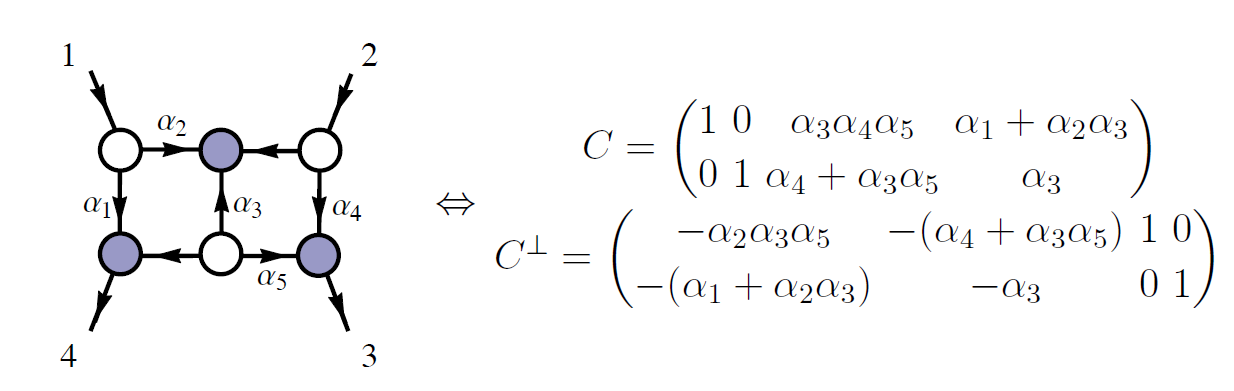 1 2
α₂
α₁ α₃ α₄
α₅
4 3
⇔
C = ( 1 0 α₃α₄α₅ α₁ + α₂α₃
0 1 α₄ + α₃α₅ α₃ )
C^⊥ = ( −α₂α₃α₅ −(α₄ + α₃α₅) 1 0
−(α₁ + α₂α₃) −α₃ 0 1 )